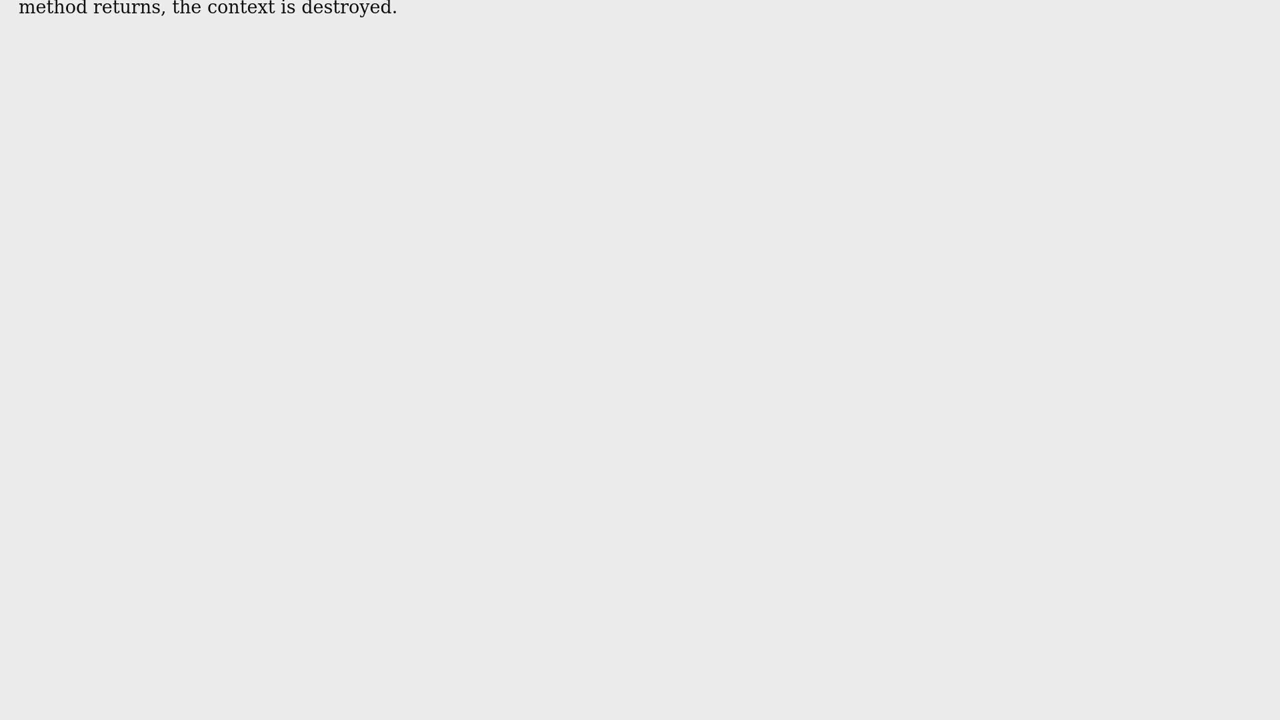 method returns, the context is destroyed.